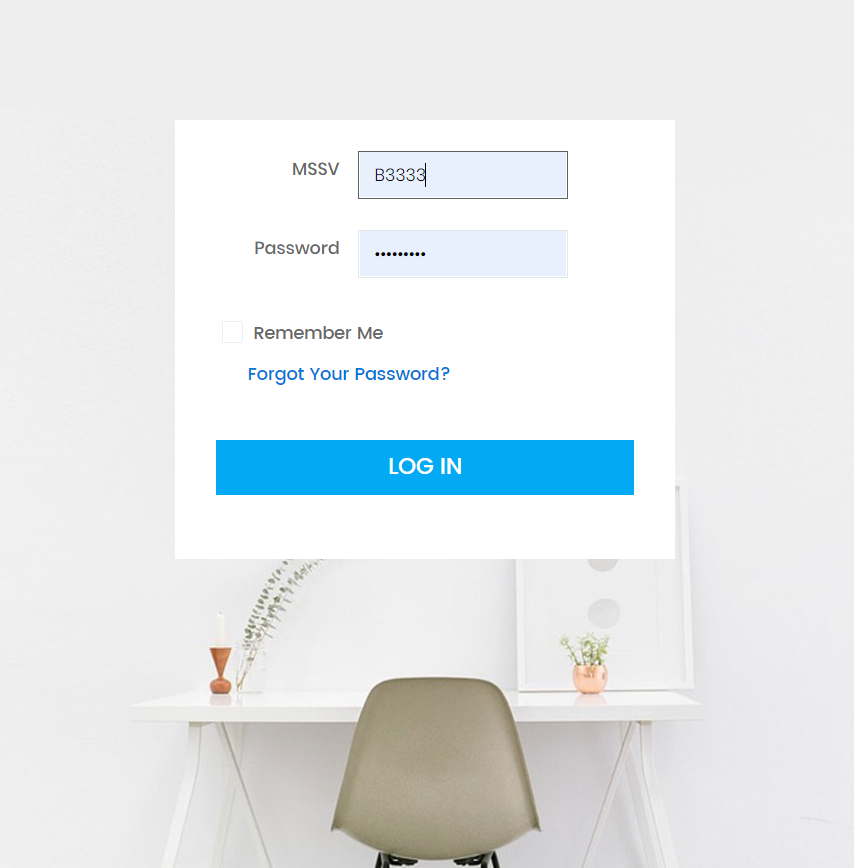 MSSV B3333
Password •••••••••
Remember Me
Forgot Your Password?
LOG IN